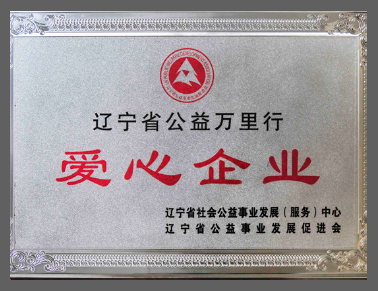 辽宁省公益万里行
爱心企业
辽宁省社会公益事业发展（服务）中心
辽宁省公益事业发展促进会